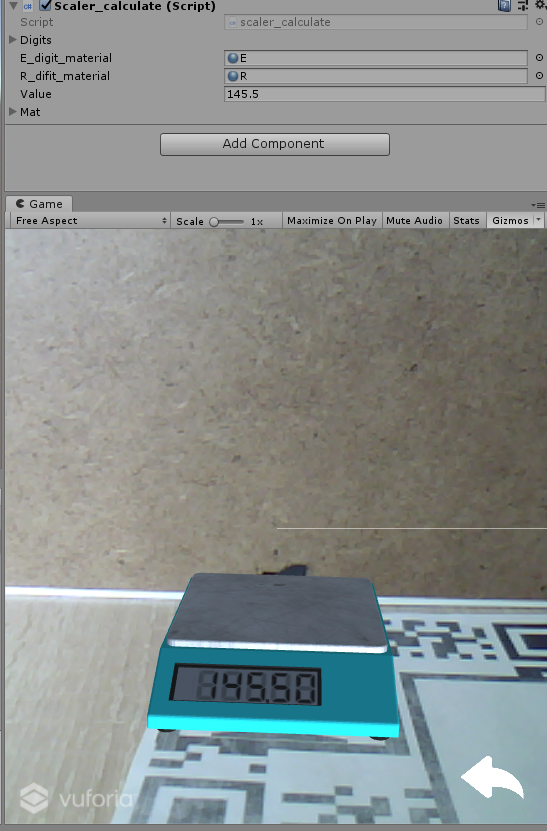 Scaler_calculate (Script)
Script scaler_calculate
Digits
E_digit_material E
R_difit_material R
Value 145.5
Mat
Add Component
Game
Free Aspect Scale 1x Maximize On Play Mute Audio Stats Gizmos
145.50
vuforia